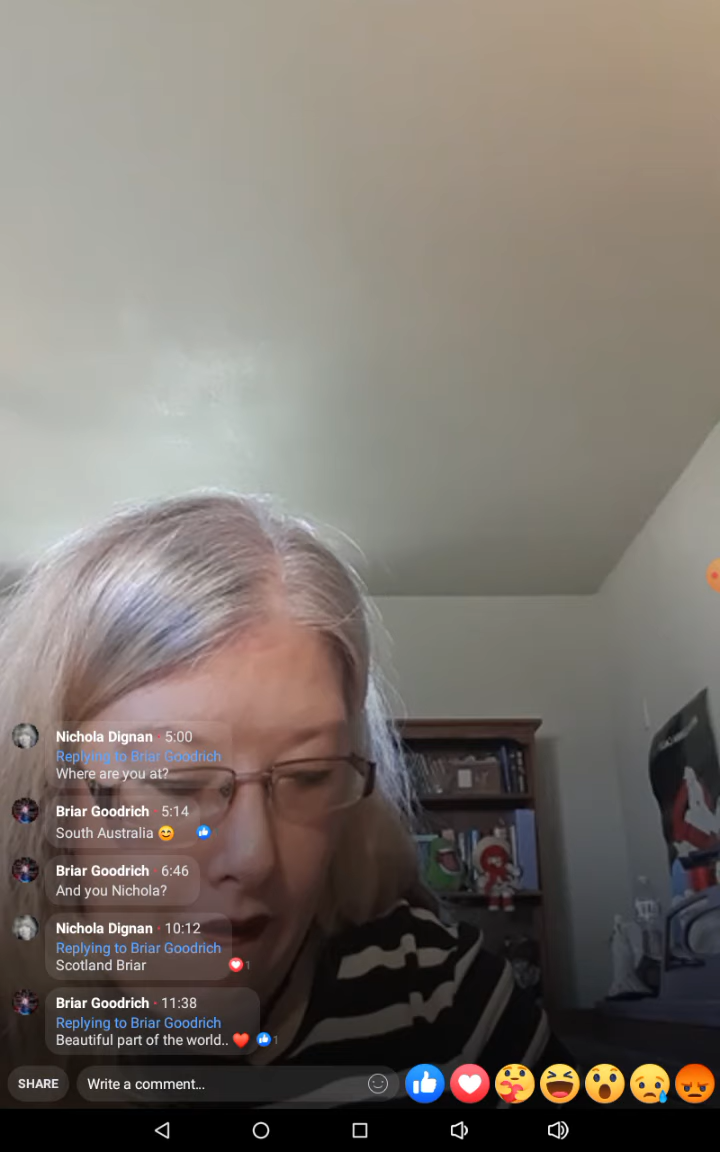 Nichola Dignan · 5:00
Replying to Briar Goodrich
Where are you at?
Briar Goodrich · 5:14
South Australia 😊
Briar Goodrich · 6:46
And you Nichola?
Nichola Dignan · 10:12
Replying to Briar Goodrich
Scotland Briar
1
Briar Goodrich · 11:38
Replying to Briar Goodrich
Beautiful part of the world.. ❤️
1
SHARE
Write a comment...